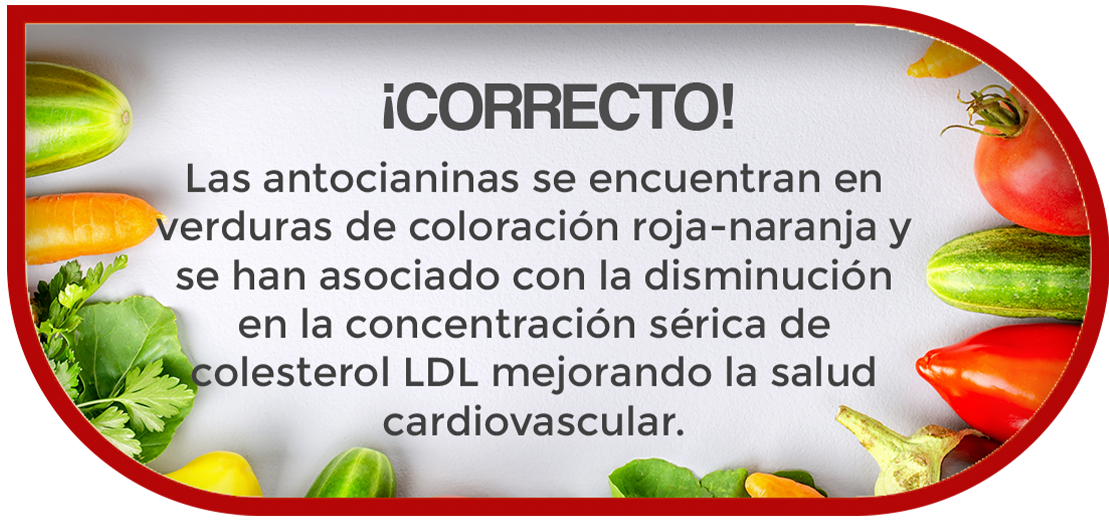 ¡CORRECTO!
Las antocianinas se encuentran en
verduras de coloración roja-naranja y
se han asociado con la disminución
en la concentración sérica de
colesterol LDL mejorando la salud
cardiovascular.